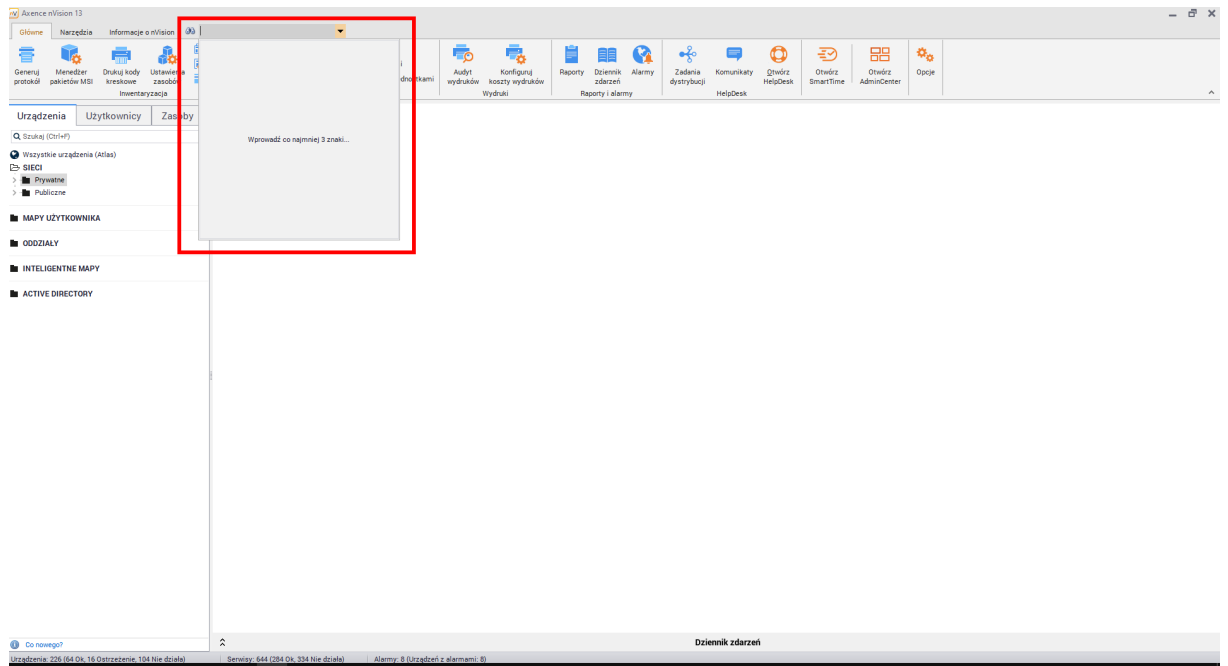 Axence nVision 13
Główne Narzędzia Informacje o nVision
Generuj protokół
Menedżer pakietów MSI
Drukuj kody kreskowe
Ustawienia zasobów
Inwentaryzacja
Audyt wydruków
Konfiguruj koszty wydruków
Wydruki
Raporty
Dziennik zdarzeń
Alarmy
Raporty i alarmy
Zadania dystrybucji
Komunikaty
Otwórz HelpDesk
HelpDesk
Otwórz SmartTime
Otwórz AdminCenter
Opcje
Urządzenia Użytkownicy Zasoby
Szukaj (Ctrl+F)
Wprowadź co najmniej 3 znaki...
Wszystkie urządzenia (Atlas)
SIECI
Prywatne
Publiczne
MAPY UŻYTKOWNIKA
ODDZIAŁY
INTELIGENTNE MAPY
ACTIVE DIRECTORY
Co nowego?
Dziennik zdarzeń
Urządzenia: 226 (64 Ok, 16 Ostrzeżenie, 104 Nie działa) Serwisy: 644 (284 Ok, 334 Nie działa) Alarmy: 8 (Urządzeń z alarmami: 8)